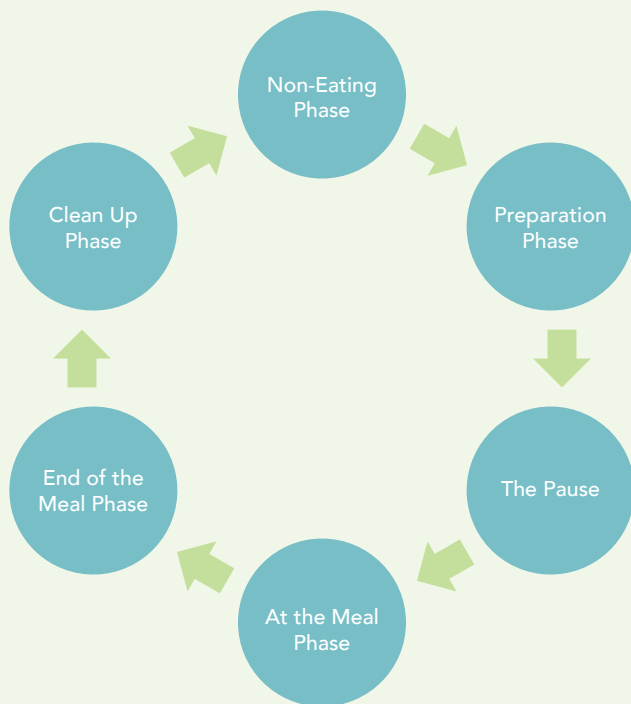 Non-Eating
Phase
Preparation
Phase
The Pause
At the Meal
Phase
End of the
Meal Phase
Clean Up
Phase